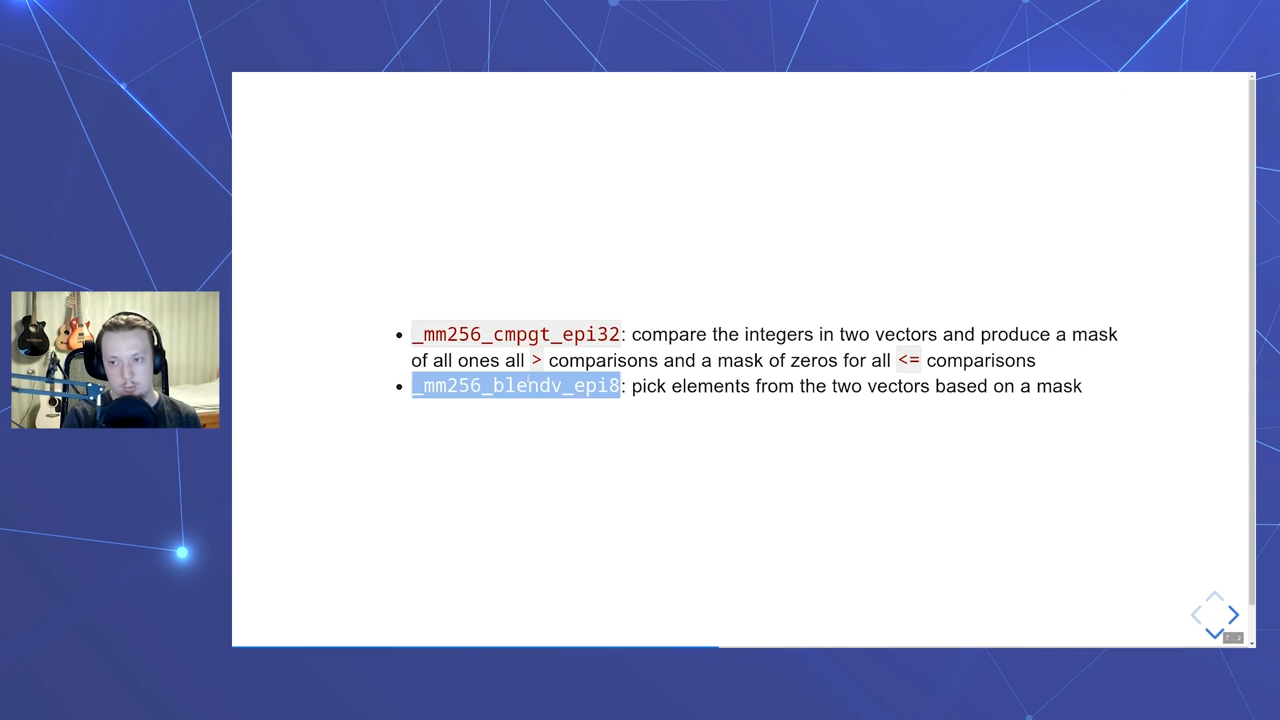 _mm256_cmpgt_epi32: compare the integers in two vectors and produce a mask
of all ones all > comparisons and a mask of zeros for all <= comparisons
_mm256_blendv_epi8: pick elements from the two vectors based on a mask